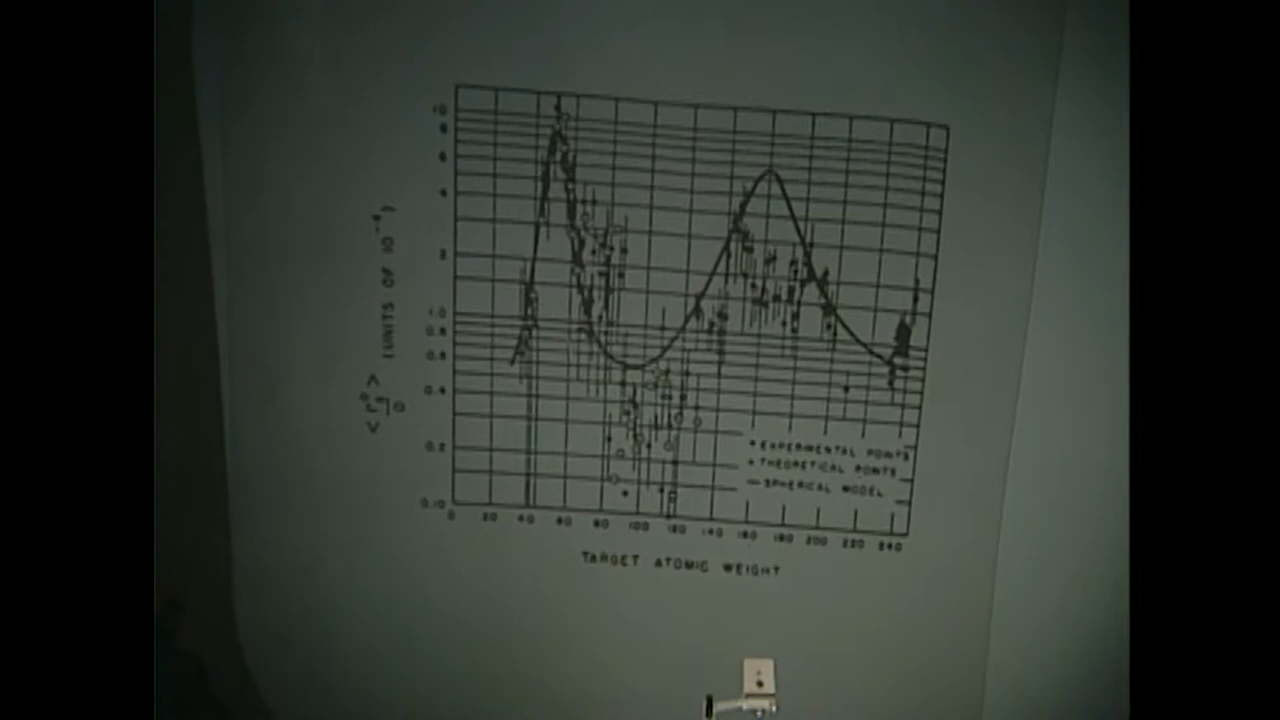 10
8
6
4
2
1.0
0.8
0.6
0.4
0.2
0.10
(UNITS OF 10⁻⁴)
0 20 40 60 80 100 120 140 160 180 200 220 240
TARGET ATOMIC WEIGHT
EXPERIMENTAL POINTS
THEORETICAL POINTS
SPHERICAL MODEL